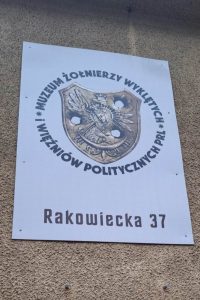 MUZEUM ŻOŁNIERZY WYKLĘTYCH
I WIĘŹNIÓW POLITYCZNYCH PRL
Rakowiecka 37